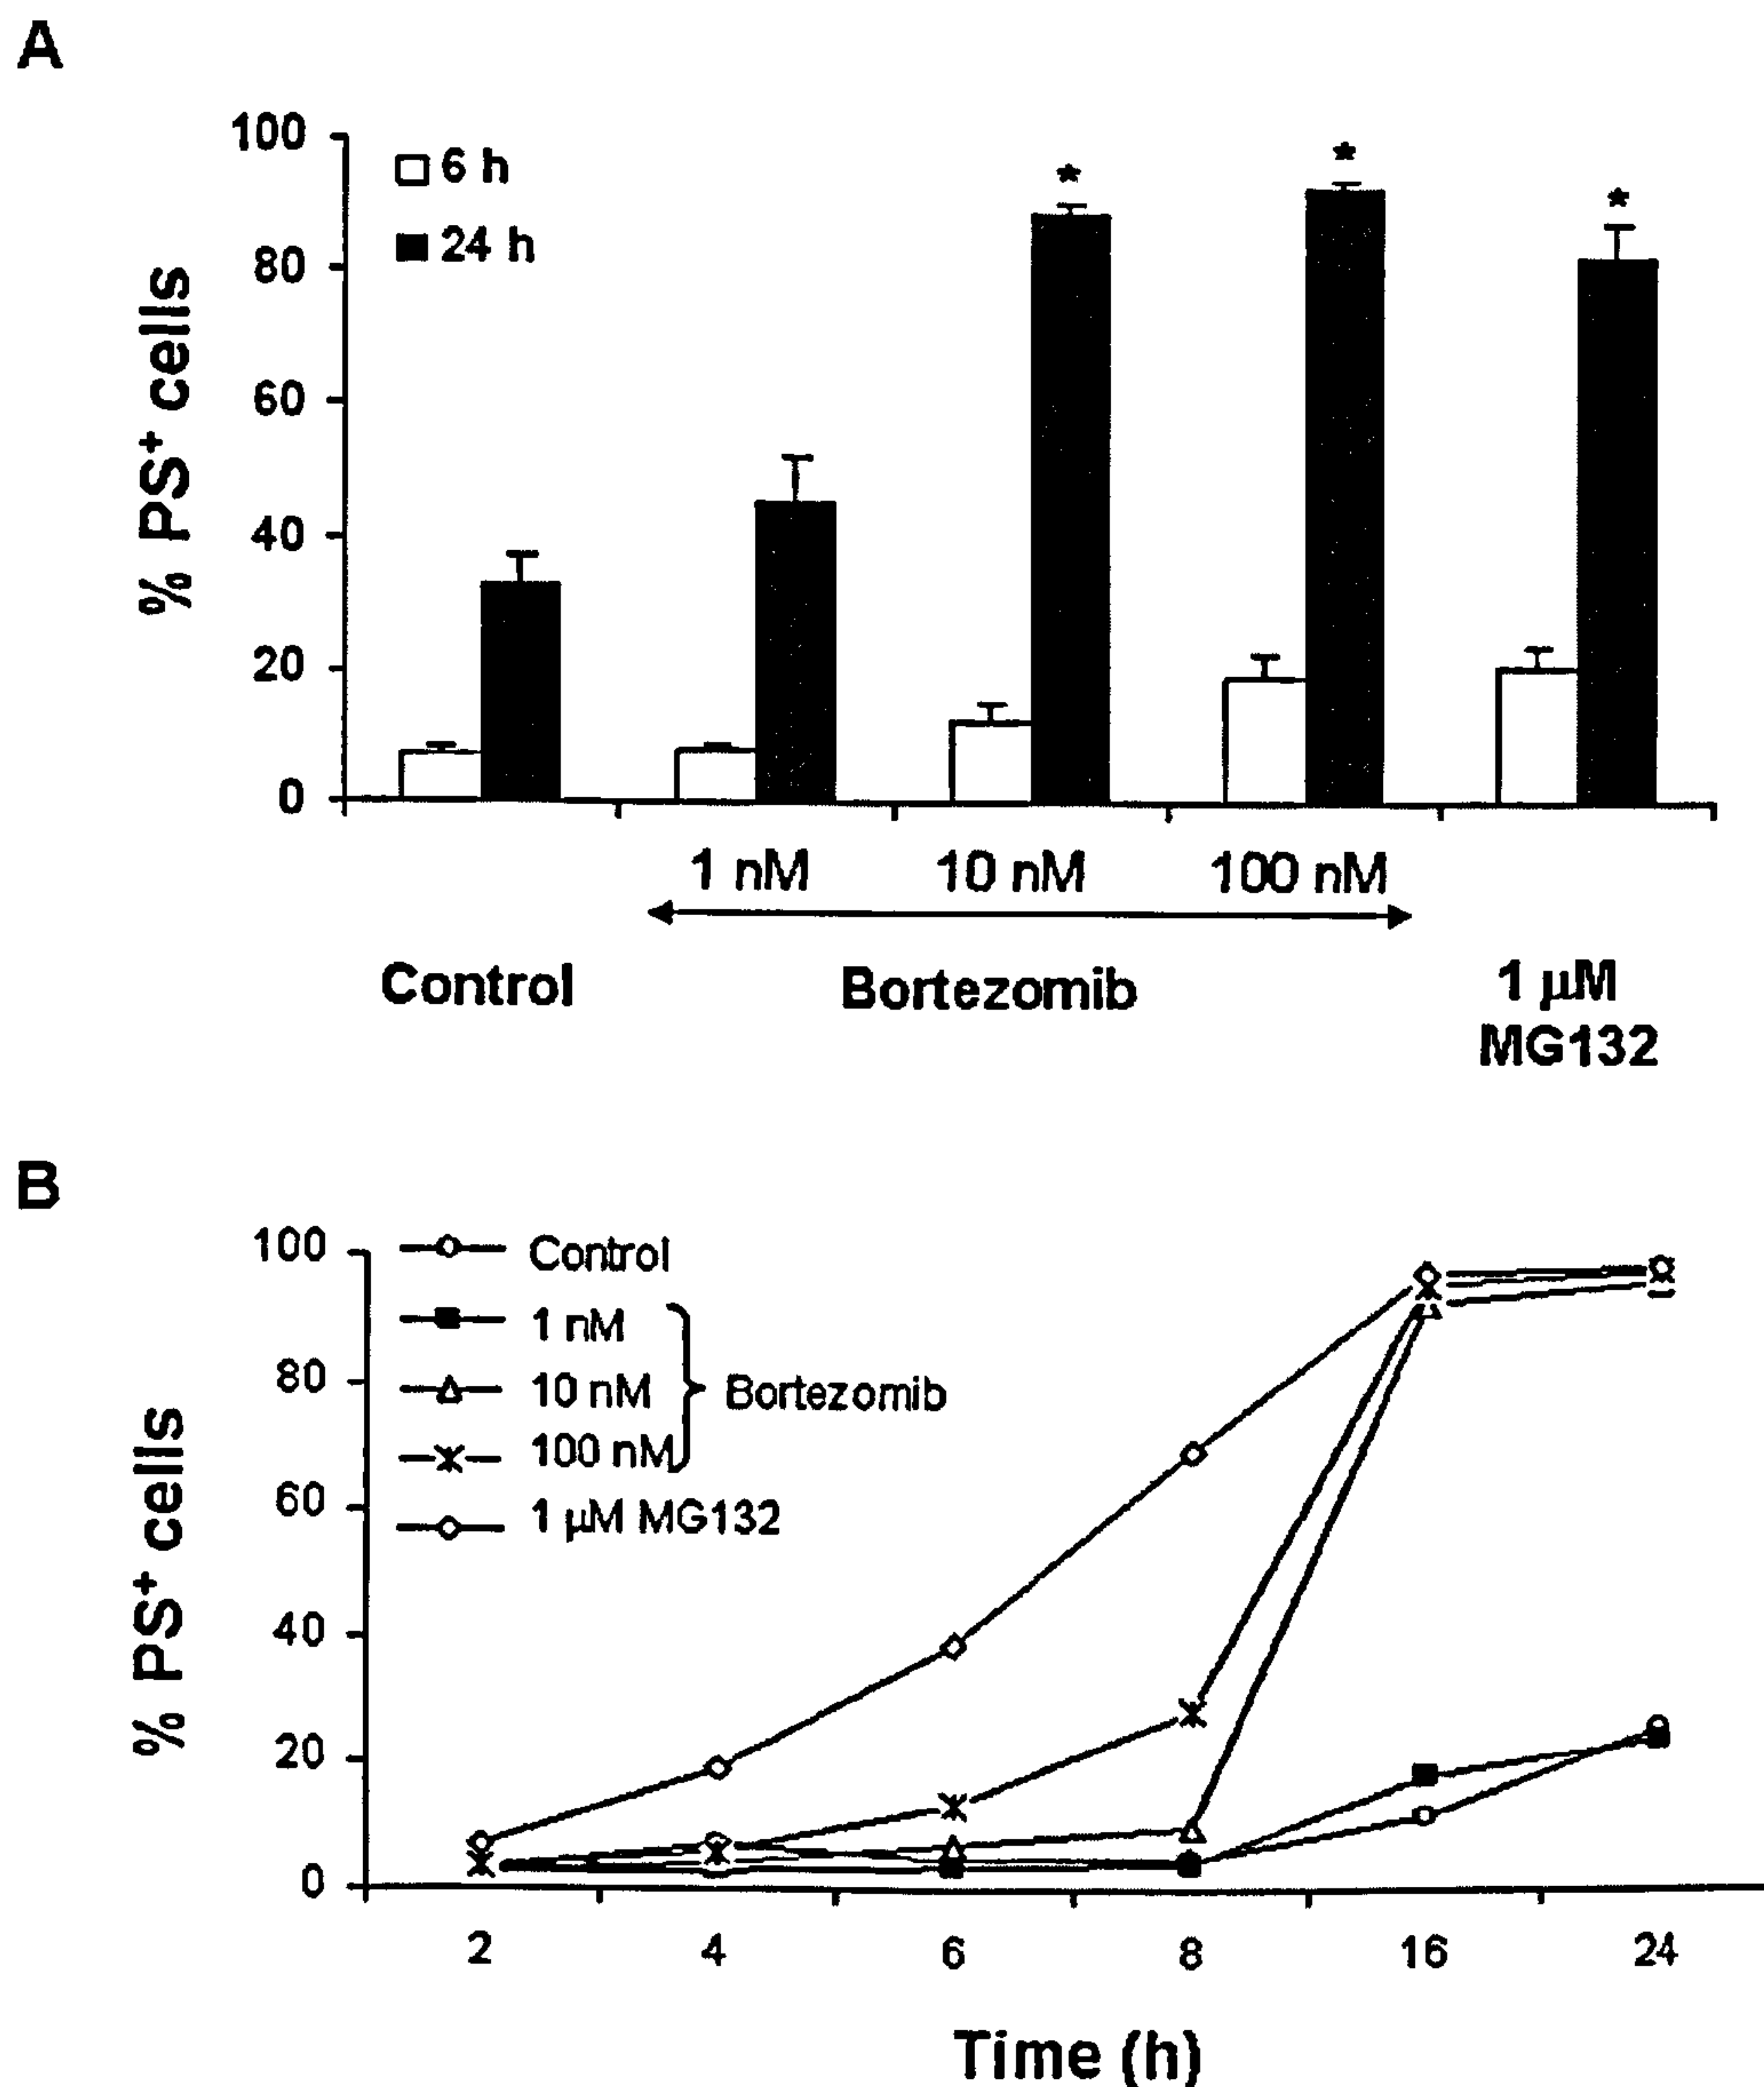 A
100
80
60
40
20
0
% PS⁺ cells
6 h
24 h
*
*
*
1 nM 10 nM 100 nM
Control Bortezomib 1 µM
MG132
B
100
80
60
40
20
0
% PS⁺ cells
Control
1 nM
10 nM
100 nM
Bortezomib
1 µM MG132
2 4 6 8 16 24
Time (h)